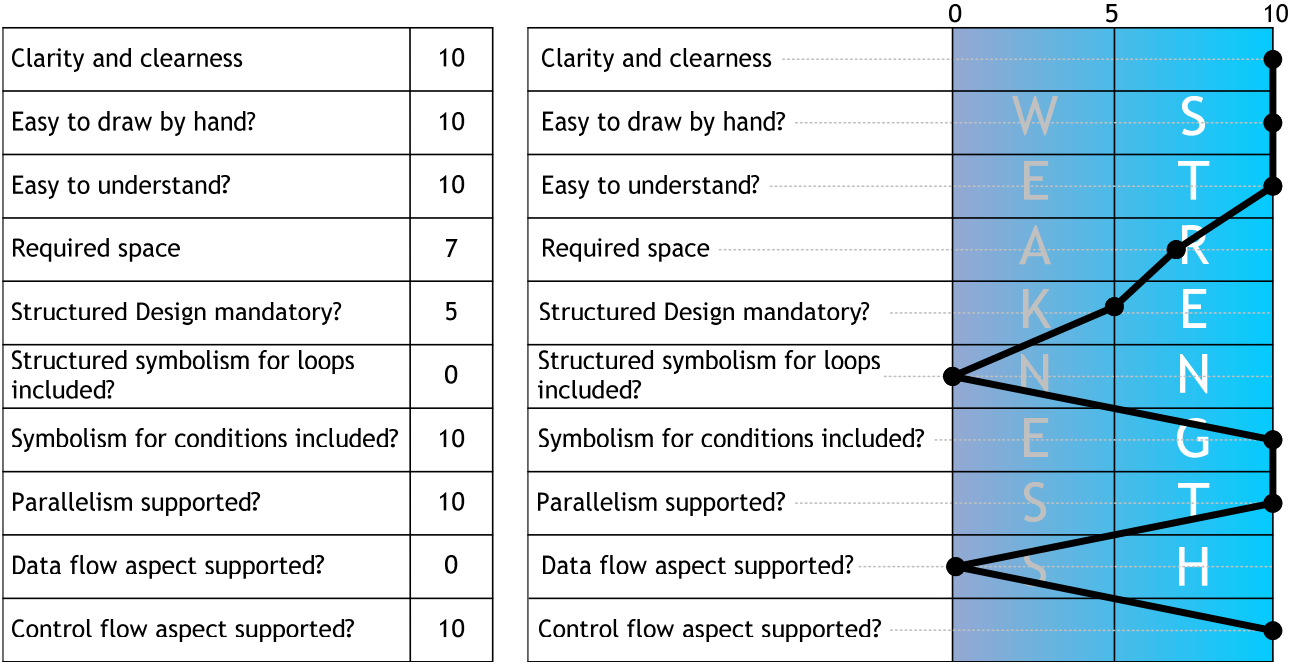 0 5 10
Clarity and clearness 10
Easy to draw by hand? 10
Easy to understand? 10
Required space 7
Structured Design mandatory? 5
Structured symbolism for loops
included? 0
Symbolism for conditions included? 10
Parallelism supported? 10
Data flow aspect supported? 0
Control flow aspect supported? 10
Clarity and clearness
Easy to draw by hand?
Easy to understand?
Required space
Structured Design mandatory?
Structured symbolism for loops
included?
Symbolism for conditions included?
Parallelism supported?
Data flow aspect supported?
Control flow aspect supported?
WEAKNESS
STRENGTH